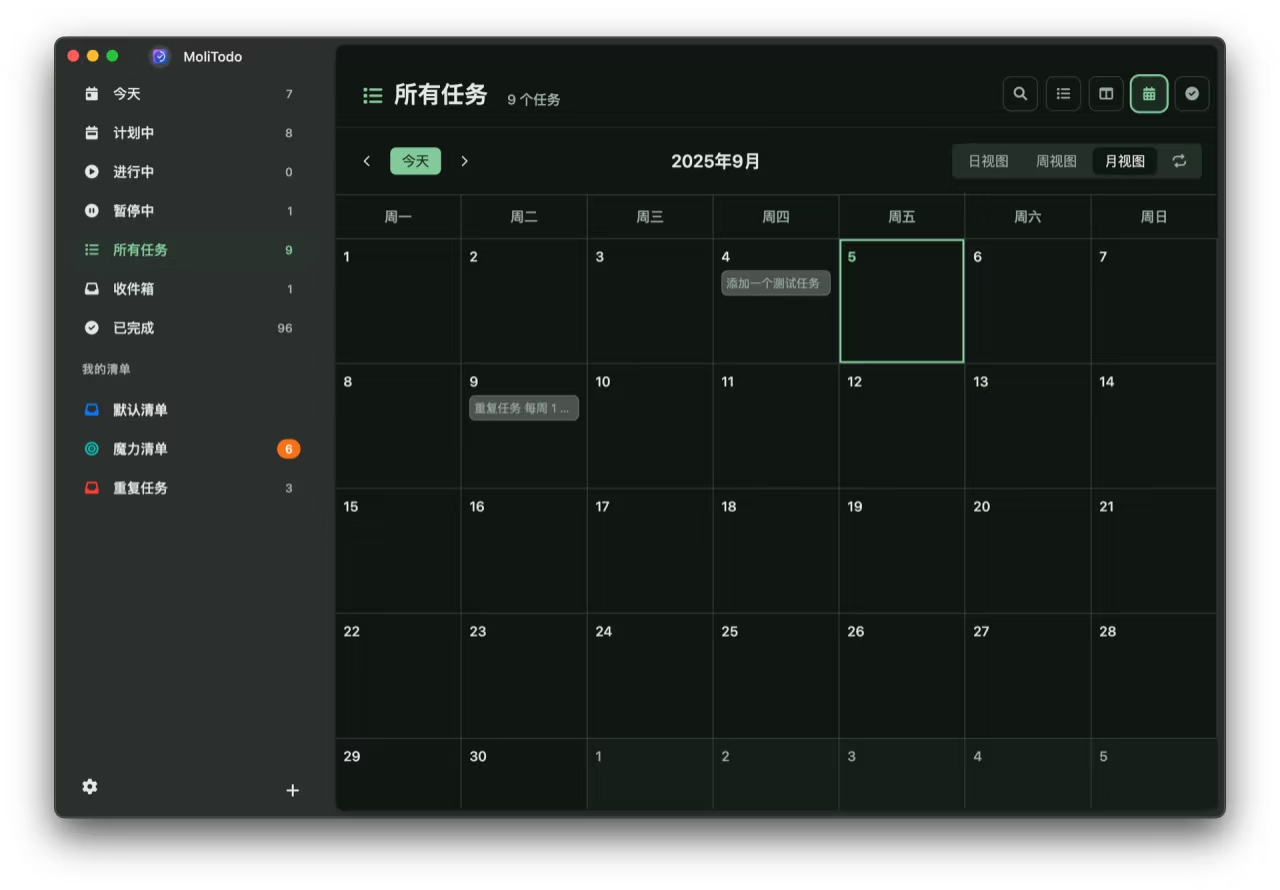 MoliTodo
今天 7
计划中 8
进行中 0
暂停中 1
所有任务 9
收件箱 1
已完成 96
我的清单
默认清单
魔力清单 6
重复任务 3
所有任务 9 个任务
今天 2025年9月 日视图 周视图 月视图
周一 周二 周三 周四 周五 周六 周日
1 2 3 4 5 6 7
添加一个测试任务
8 9 10 11 12 13 14
重复任务 每周 1 ...
15 16 17 18 19 20 21
22 23 24 25 26 27 28
29 30 1 2 3 4 5